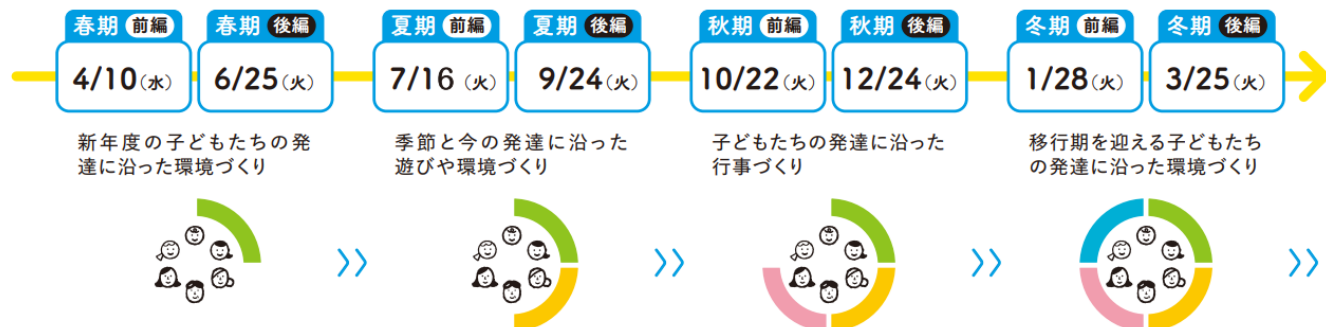 春期 前編
春期 後編
夏期 前編
夏期 後編
秋期 前編
秋期 後編
冬期 前編
冬期 後編
4/10(水)
6/25(火)
7/16(火)
9/24(火)
10/22(火)
12/24(火)
1/28(火)
3/25(火)
新年度の子どもたちの発
達に沿った環境づくり
季節と今の発達に沿った
遊びや環境づくり
子どもたちの発達に沿った
行事づくり
移行期を迎える子どもたち
の発達に沿った環境づくり